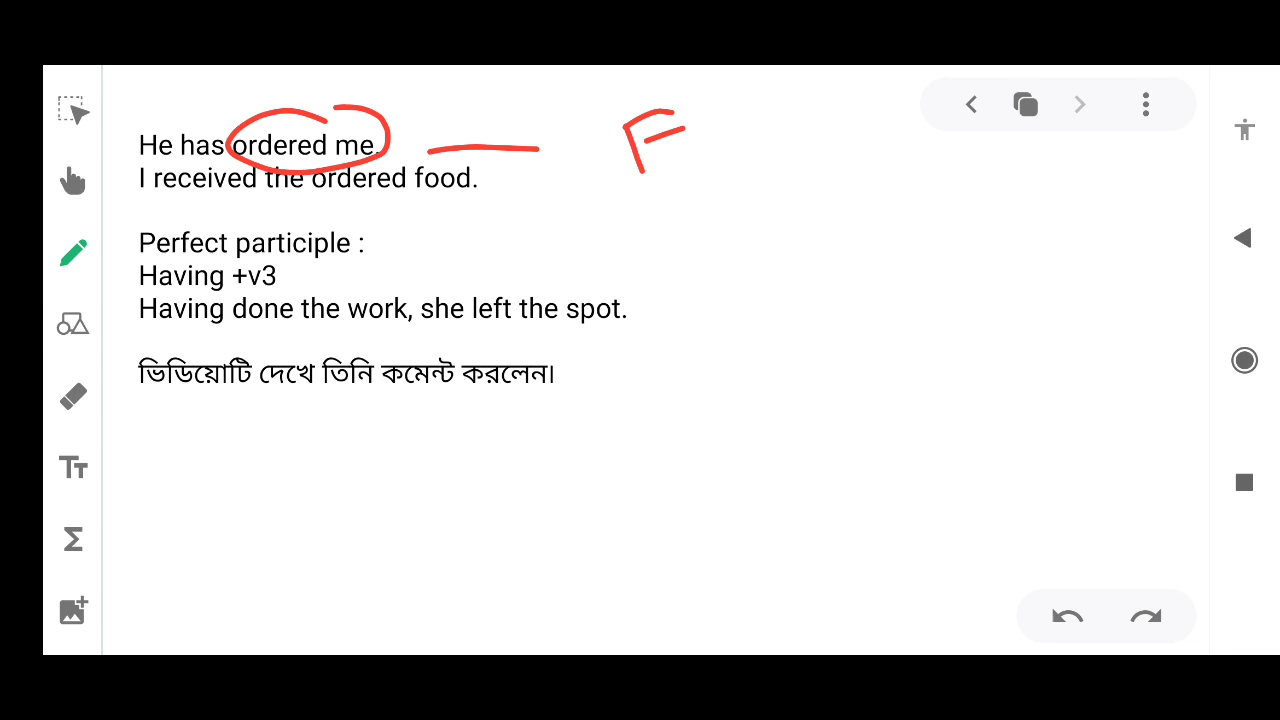 He has ordered me. F
I received the ordered food.
Perfect participle :
Having +v3
Having done the work, she left the spot.
ভিডিয়োটি দেখে তিনি কমেন্ট করলেন।